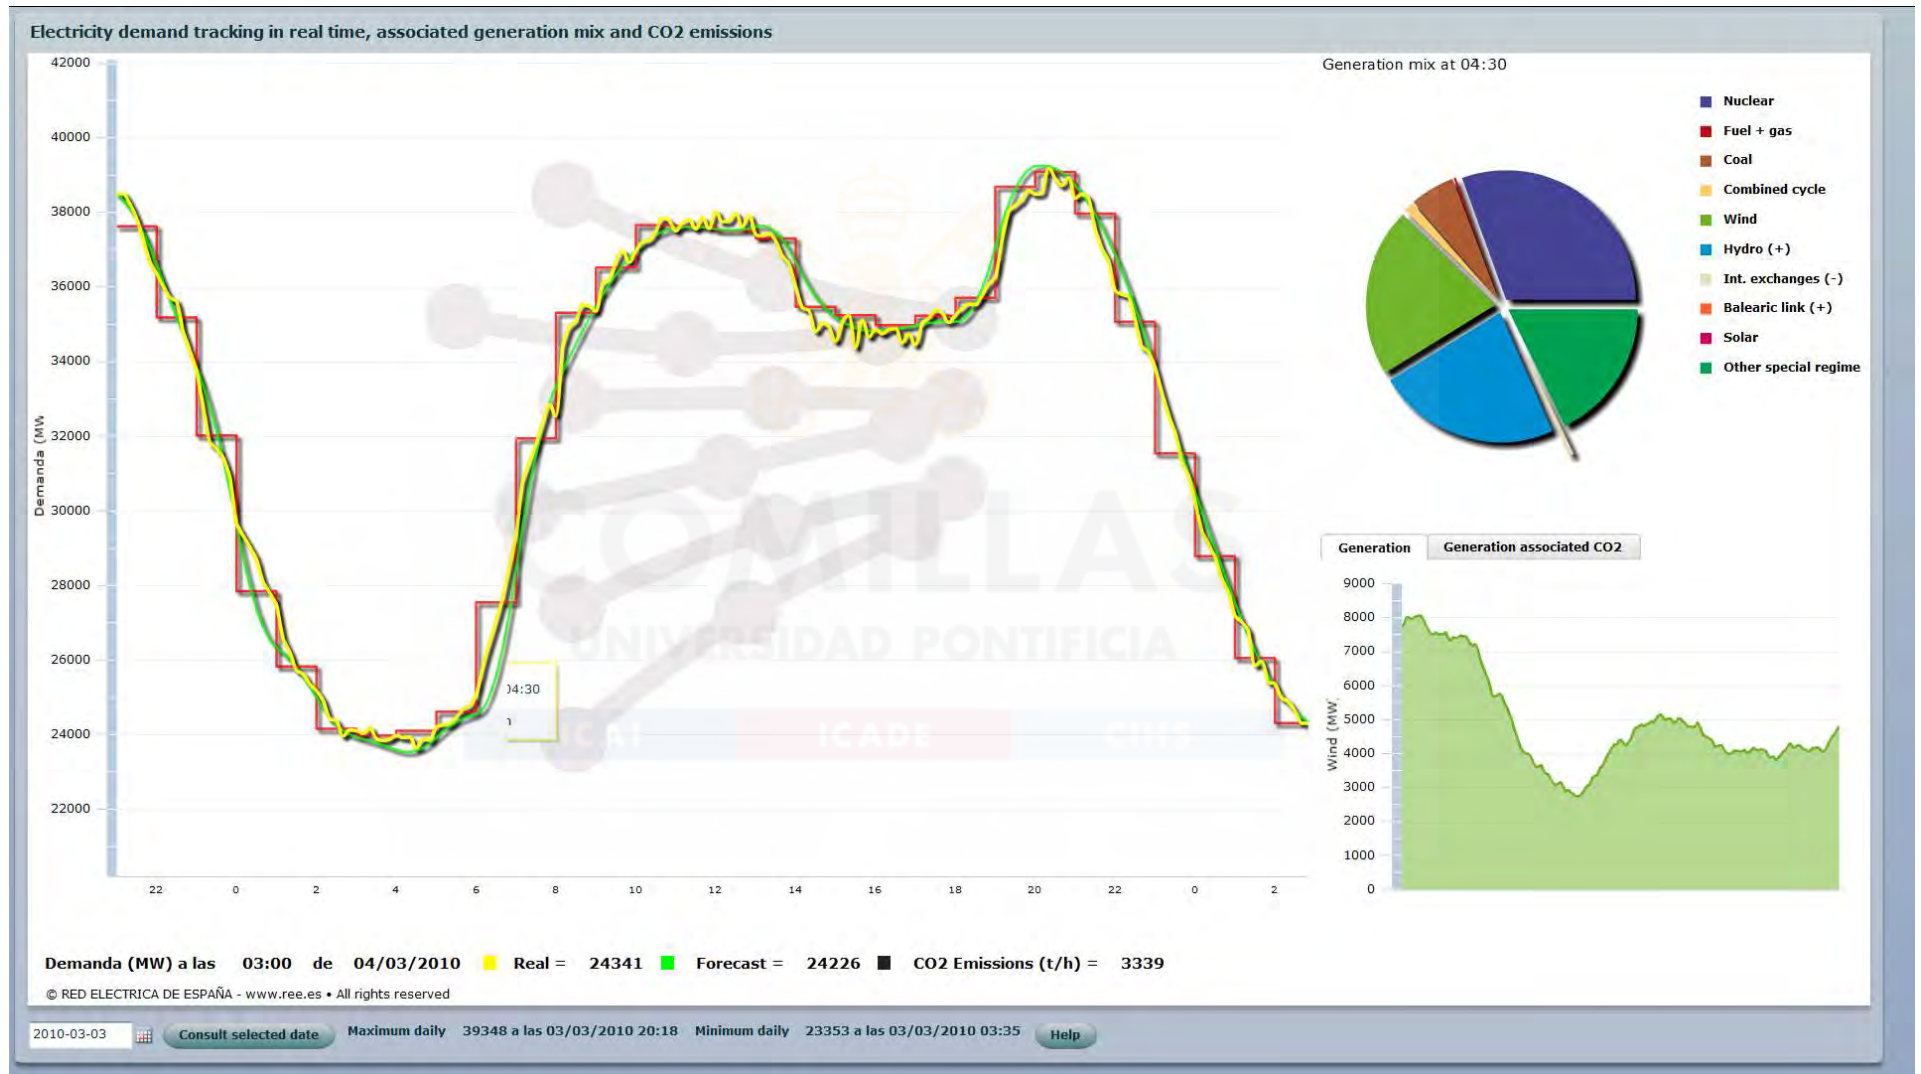 Electricity demand tracking in real time, associated generation mix and CO2 emissions
42000
40000
38000
36000
34000
32000
30000
28000
26000
24000
22000
Demanda (MW
22 0 2 4 6 8 10 12 14 16 18 20 22 0 2
04:30
COMILLAS
UNIVERSIDAD PONTIFICIA
ICAI ICADE CIHS
Generation mix at 04:30
Nuclear
Fuel + gas
Coal
Combined cycle
Wind
Hydro (+)
Int. exchanges (-)
Balearic link (+)
Solar
Other special regime
Generation Generation associated CO2
9000
8000
7000
6000
5000
4000
3000
2000
1000
0
Wind (MW)
Demanda (MW) a las 03:00 de 04/03/2010 Real = 24341 Forecast = 24226 CO2 Emissions (t/h) = 3339
© RED ELECTRICA DE ESPAÑA - www.ree.es • All rights reserved
2010-03-03 Consult selected date Maximum daily 39348 a las 03/03/2010 20:18 Minimum daily 23353 a las 03/03/2010 03:35 Help